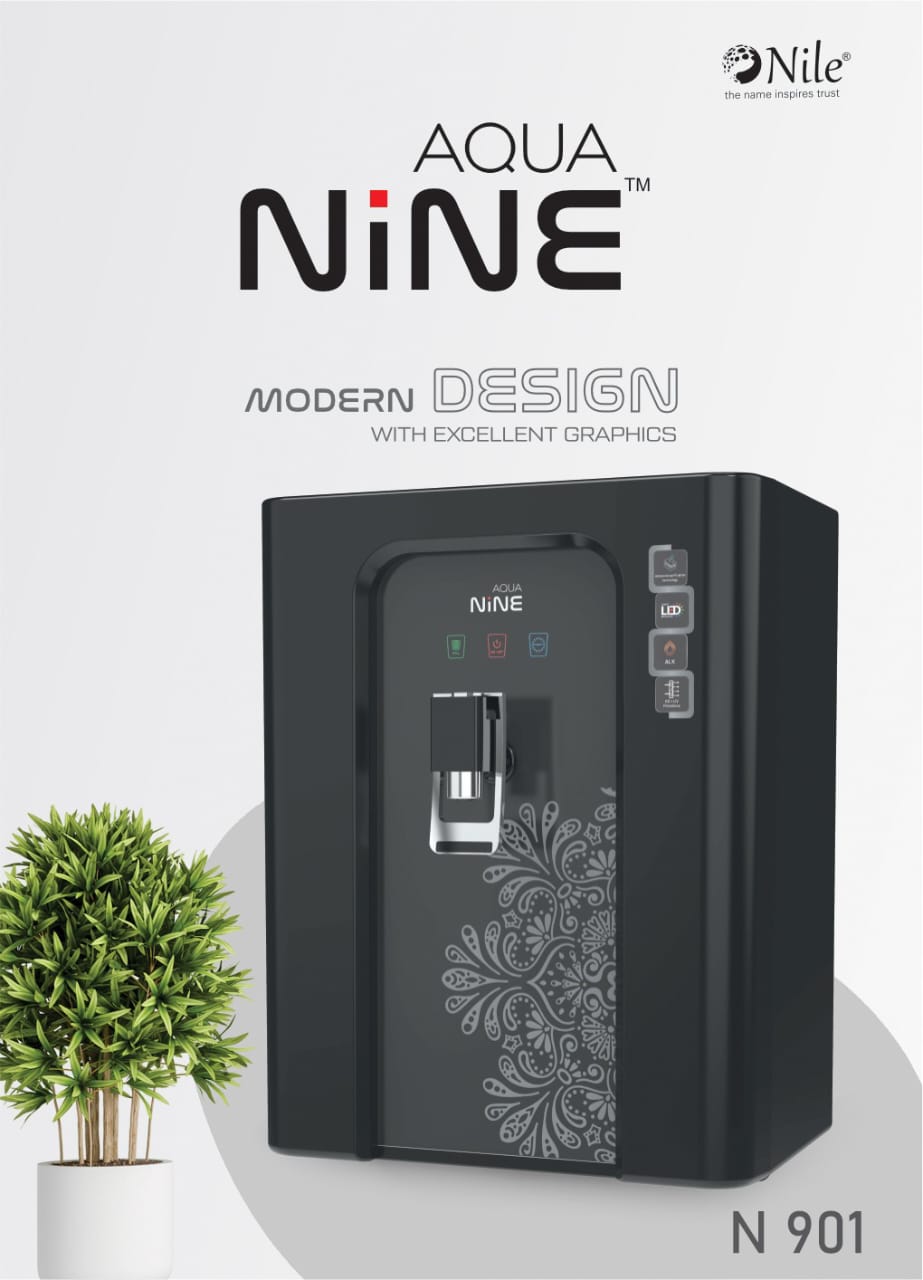 Nile®
the name inspires trust
AQUA
NiNE™
MODERN DESIGN
WITH EXCELLENT GRAPHICS
AQUA
NiNE
LED
ALK
N 901